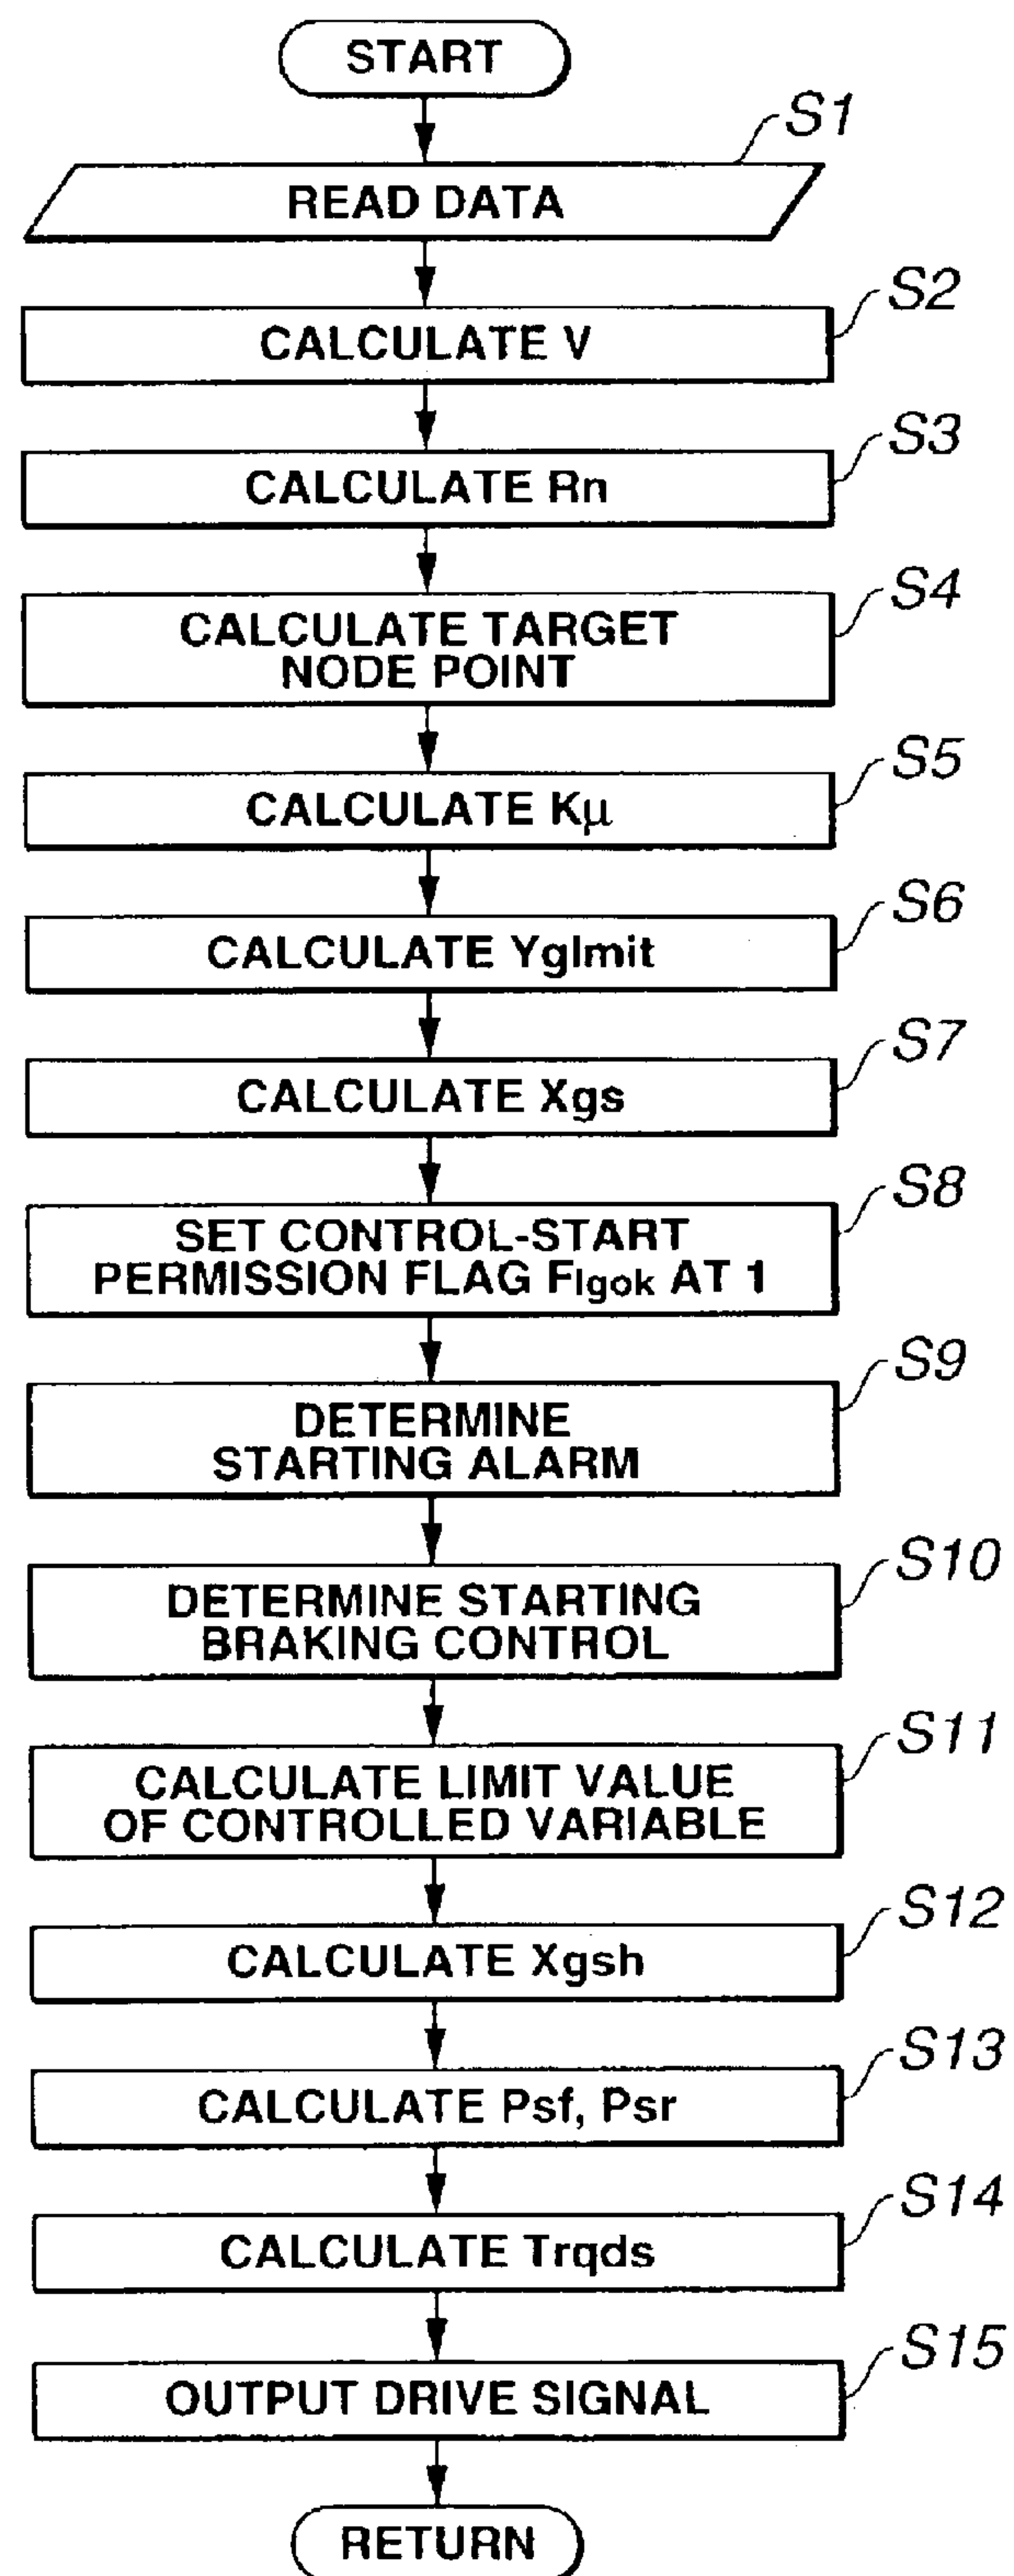 START
S1
READ DATA
S2
CALCULATE V
S3
CALCULATE Rn
S4
CALCULATE TARGET
NODE POINT
S5
CALCULATE Kμ
S6
CALCULATE Yglmit
S7
CALCULATE Xgs
S8
SET CONTROL-START
PERMISSION FLAG Flgok AT 1
S9
DETERMINE
STARTING ALARM
S10
DETERMINE STARTING
BRAKING CONTROL
S11
CALCULATE LIMIT VALUE
OF CONTROLLED VARIABLE
S12
CALCULATE Xgsh
S13
CALCULATE Psf, Psr
S14
CALCULATE Trqds
S15
OUTPUT DRIVE SIGNAL
RETURN